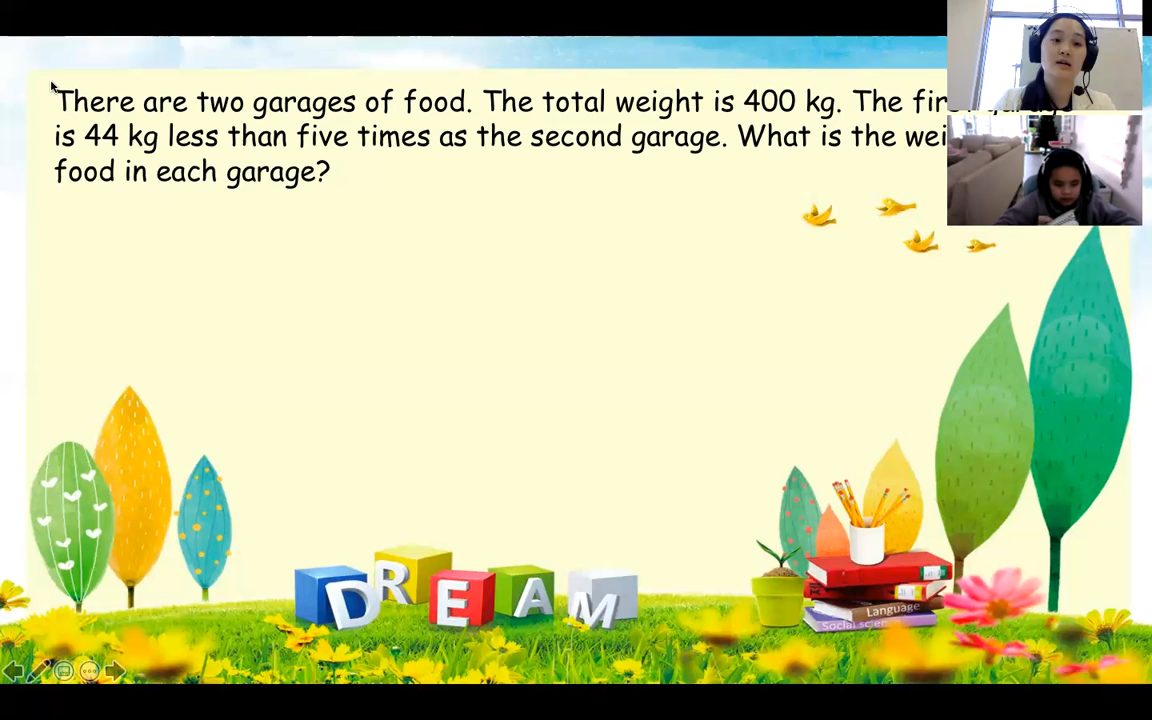 There are two garages of food. The total weight is 400 kg. The
is 44 kg less than five times as the second garage. What is the
food in each garage?
DREAM
Language
Social